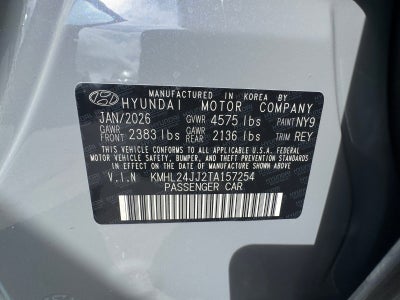 MANUFACTURED IN KOREA BY
HYUNDAI MOTOR COMPANY
JAN/2026 GVWR 4575 lbs PAINT NY9
GAWR FRONT 2383 lbs GAWR REAR 2136 lbs TRIM REY
THIS VEHICLE CONFORMS TO ALL APPLICABLE U.S.A. FEDERAL
MOTOR VEHICLE SAFETY, BUMPER, AND THEFT PREVENTION STANDARDS
IN EFFECT ON THE DATE OF MANUFACTURE SHOWN ABOVE.
V.I.N KMHL24JJ2TA157254
PASSENGER CAR